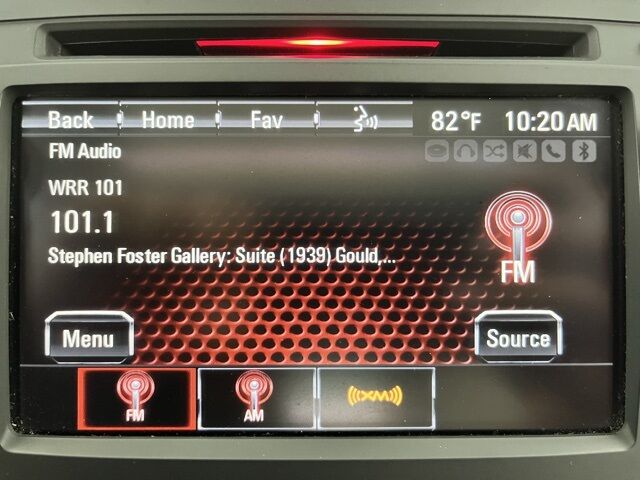 Back Home Fav 82°F 10:20 AM
FM Audio
WRR 101
101.1
Stephen Foster Gallery: Suite (1939) Gould,...
FM
Menu Source
FM AM XM